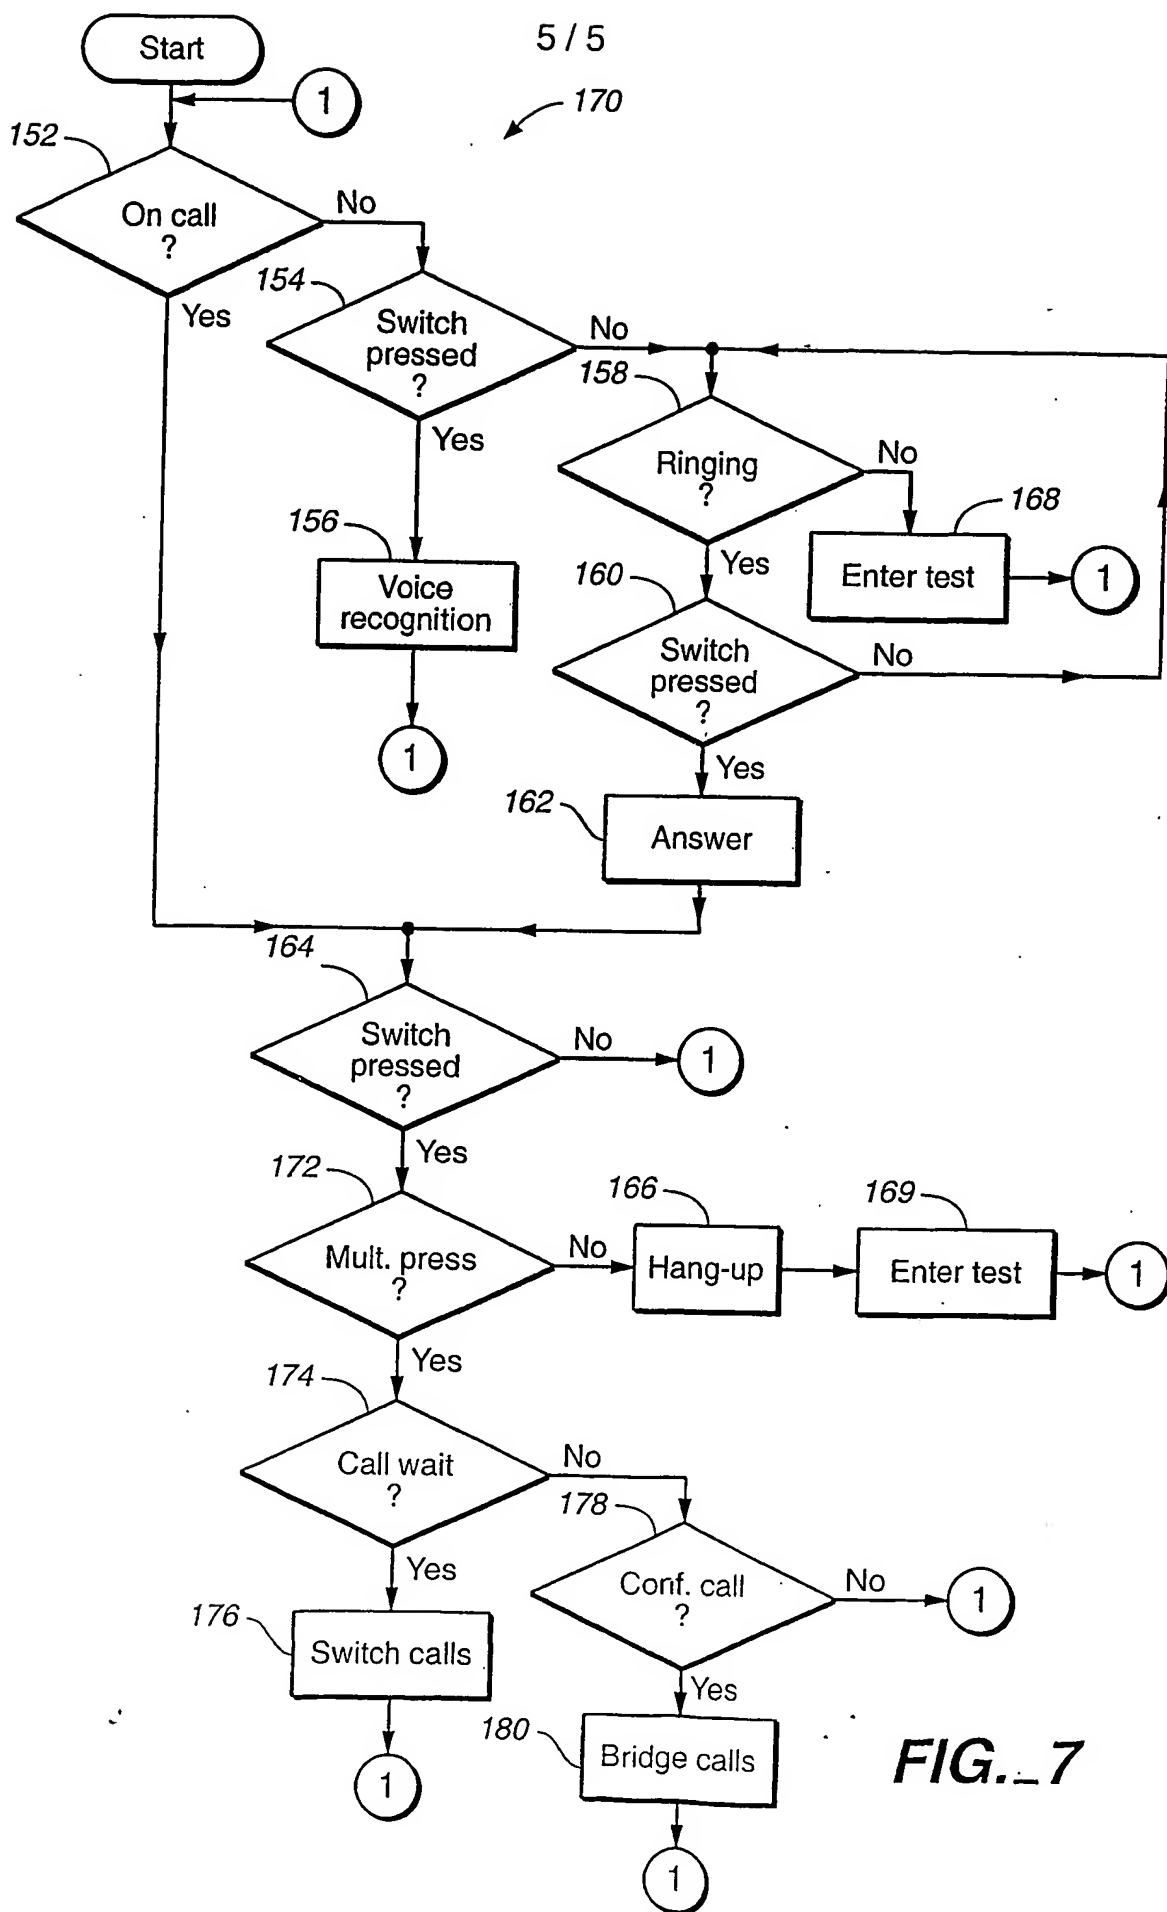 Start
5 / 5
1
170
152
On call
?
No
Yes
154
Switch
pressed
?
No
Yes
158
Ringing
?
No
Yes
168
Enter test
1
156
Voice
recognition
1
160
Switch
pressed
?
No
Yes
162
Answer
164
Switch
pressed
?
No
1
Yes
172
Mult. press
?
No
166
Hang-up
169
Enter test
1
Yes
174
Call wait
?
No
Yes
178
Conf. call
?
No
1
Yes
176
Switch calls
1
180
Bridge calls
1
FIG._7